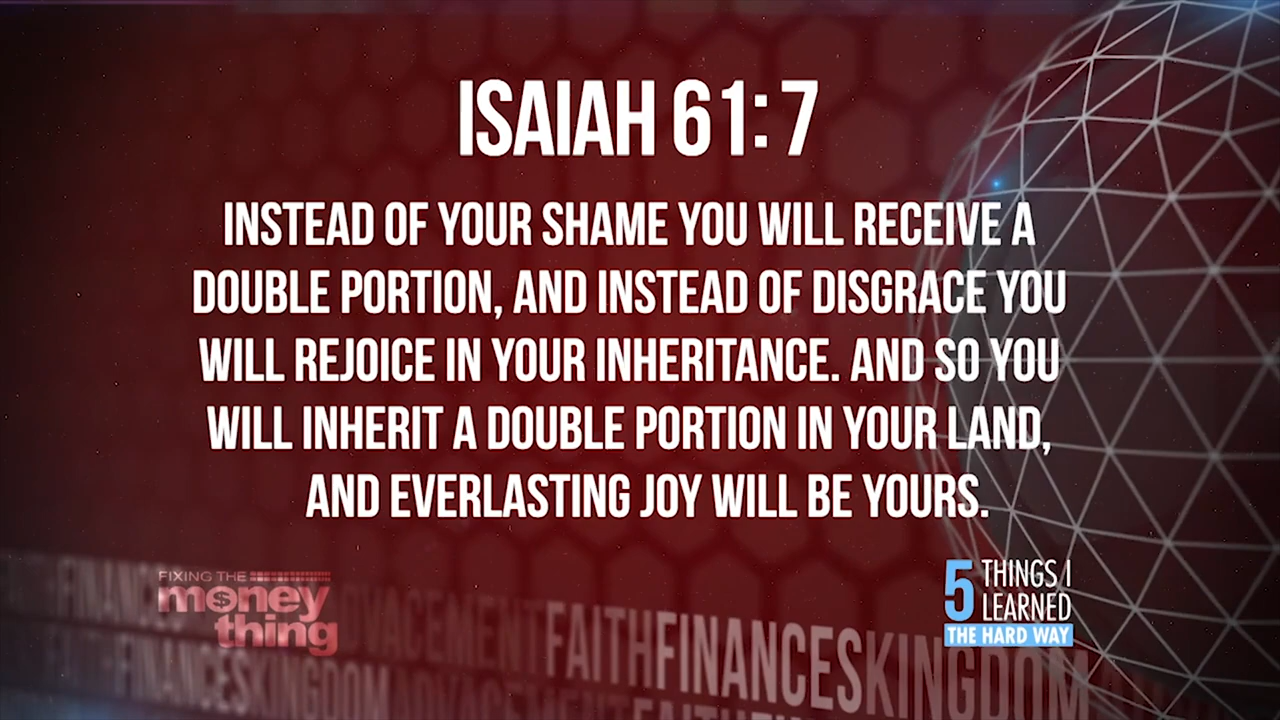 ISAIAH 61:7
INSTEAD OF YOUR SHAME YOU WILL RECEIVE A
DOUBLE PORTION, AND INSTEAD OF DISGRACE YOU
WILL REJOICE IN YOUR INHERITANCE. AND SO YOU
WILL INHERIT A DOUBLE PORTION IN YOUR LAND,
AND EVERLASTING JOY WILL BE YOURS.
FIXING THE
money
thing
5 THINGS I
LEARNED
THE HARD WAY
FAITHFINANCESKINGDOM
FINANCESKINGDOM